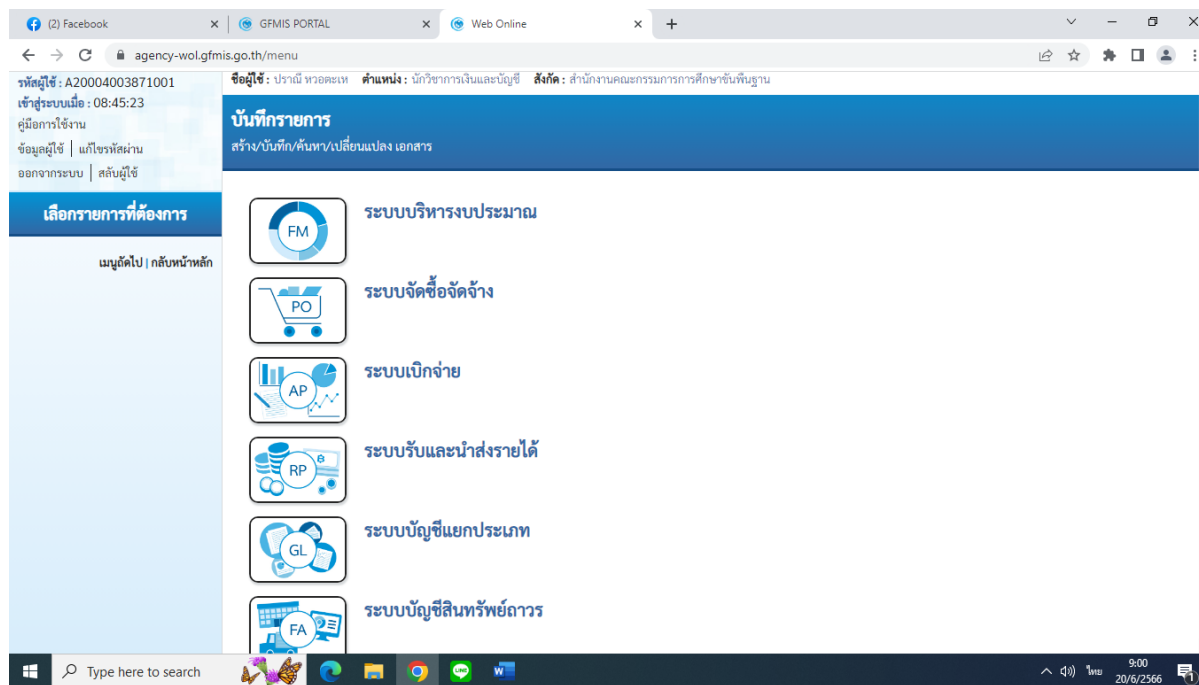 (2) Facebook
GFMIS PORTAL
Web Online
agency-wol.gfmis.go.th/menu
รหัสผู้ใช้ : A20004003871001
เข้าสู่ระบบเมื่อ : 08:45:23
คู่มือการใช้งาน
ข้อมูลผู้ใช้ | แก้ไขรหัสผ่าน
ออกจากระบบ | สลับผู้ใช้
เลือกรายการที่ต้องการ
เมนูถัดไป | กลับหน้าหลัก
ชื่อผู้ใช้ : ปราณี หวอตะเห ตำแหน่ง : นักวิชาการเงินและบัญชี สังกัด : สำนักงานคณะกรรมการการศึกษาขั้นพื้นฐาน
บันทึกรายการ
สร้าง/บันทึก/ค้นหา/เปลี่ยนแปลง เอกสาร
FM ระบบบริหารงบประมาณ
PO ระบบจัดซื้อจัดจ้าง
AP ระบบเบิกจ่าย
RP ระบบรับและนำส่งรายได้
GL ระบบบัญชีแยกประเภท
FA ระบบบัญชีสินทรัพย์ถาวร
Type here to search
ไทย
9:00
20/6/2566